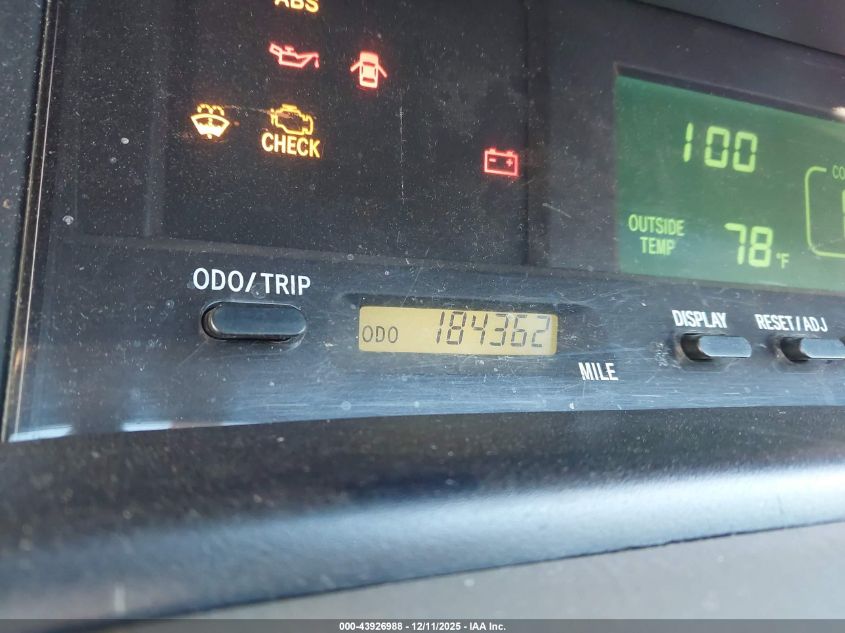 ABS
CHECK
100
CO
OUTSIDE
TEMP
78°F
ODO/TRIP
ODO 184362
MILE
DISPLAY
RESET/ADJ
000-43926988 - 12/11/2025 - IAA Inc.